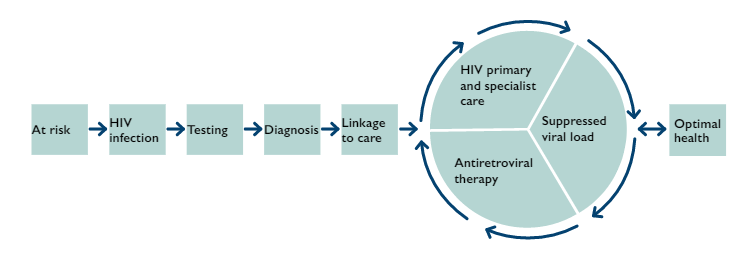 At risk
HIV
infection
Testing
Diagnosis
Linkage
to care
HIV primary
and specialist
care
Suppressed
viral load
Antiretroviral
therapy
Optimal
health